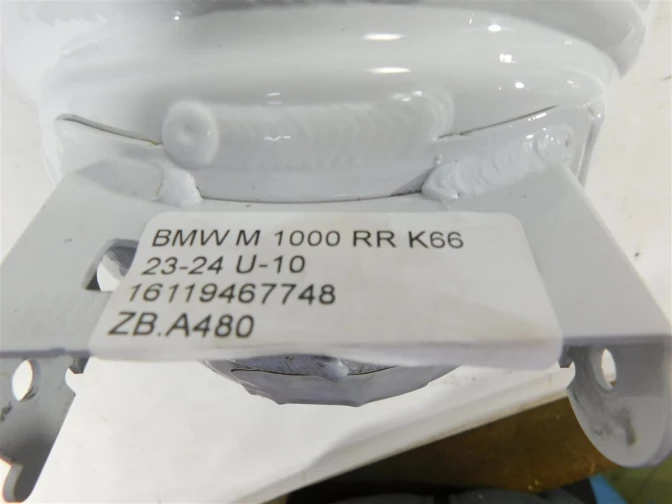 BMW M 1000 RR K66
23-24 U-10
16119467748
ZB.A480